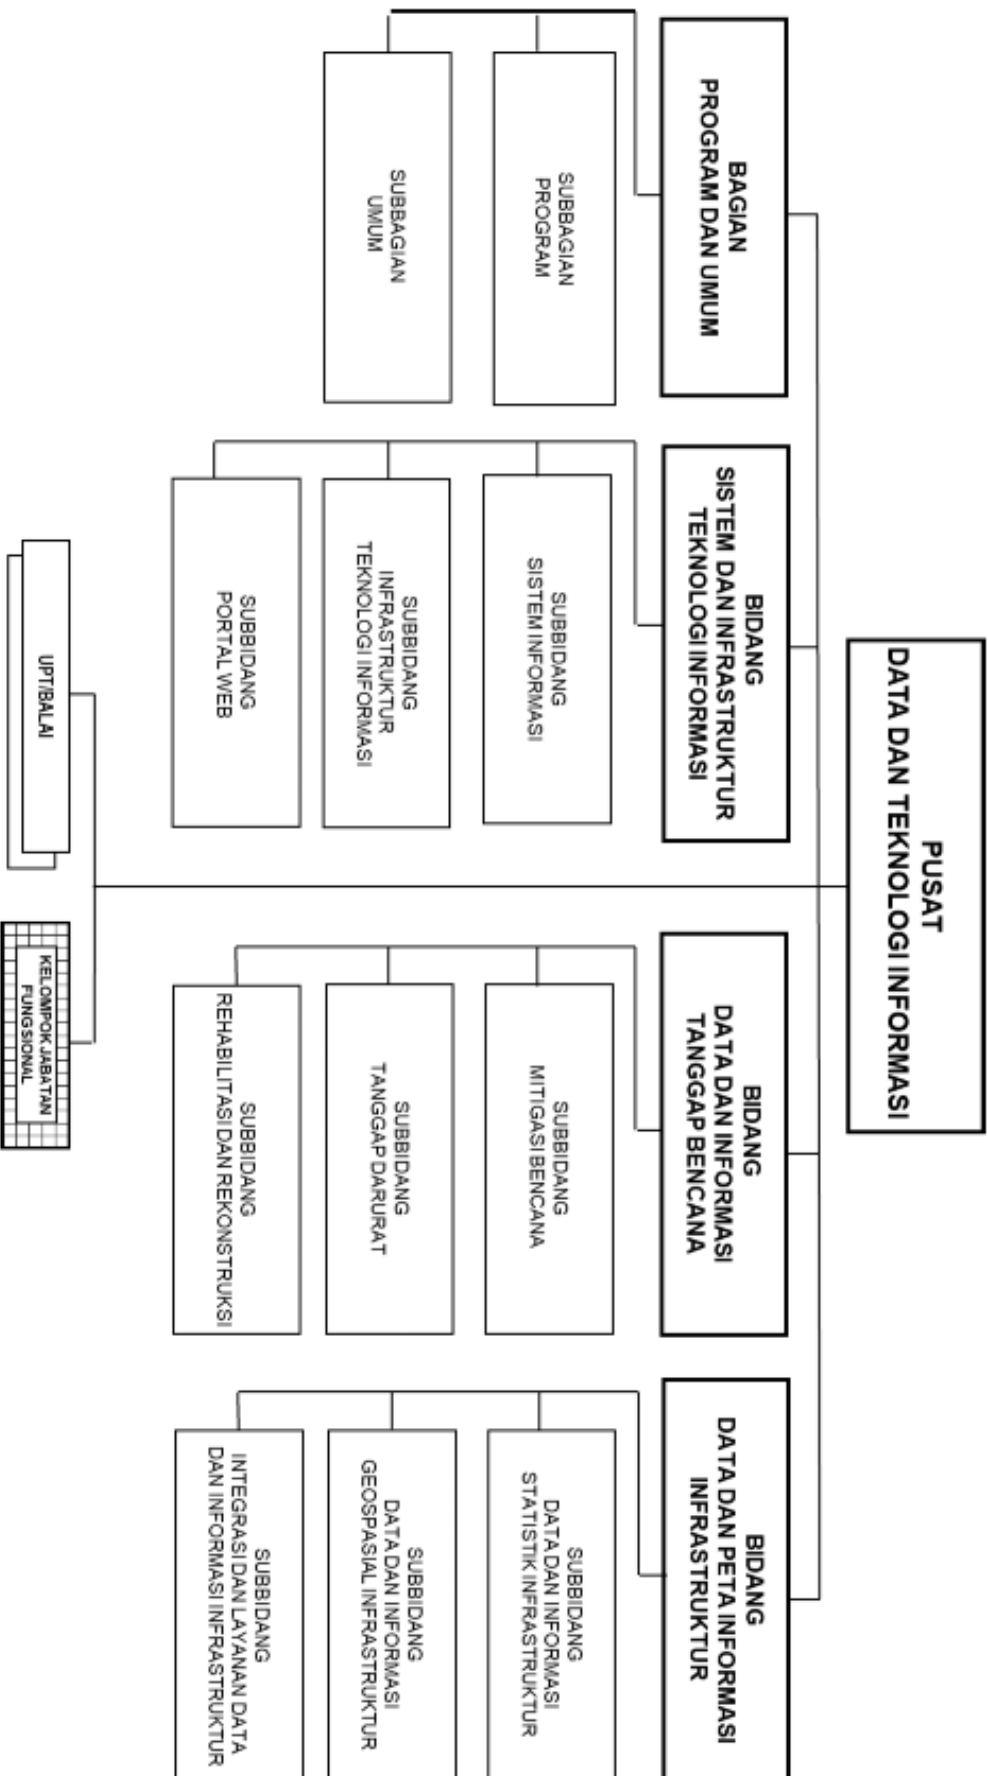 PUSAT
DATA DAN TEKNOLOGI INFORMASI
BAGIAN
PROGRAM DAN UMUM
SUBBAGIAN
PROGRAM
SUBBAGIAN
UMUM
BIDANG
SISTEM DAN INFRASTRUKTUR
TEKNOLOGI INFORMASI
SUBBIDANG
SISTEM INFORMASI
SUBBIDANG
INFRASTRUKTUR
TEKNOLOGI INFORMASI
SUBBIDANG
PORTAL WEB
BIDANG
DATA DAN INFORMASI
TANGGAP BENCANA
SUBBIDANG
MITIGASI BENCANA
SUBBIDANG
TANGGAP DARURAT
SUBBIDANG
REHABILITASI DAN REKONSTRUKSI
BIDANG
DATA DAN PETA INFORMASI
INFRASTRUKTUR
SUBBIDANG
DATA DAN INFORMASI
STATISTIK INFRASTRUKTUR
SUBBIDANG
DATA DAN INFORMASI
GEOSPASIAL INFRASTRUKTUR
SUBBIDANG
INTEGRASI DAN LAYANAN DATA
DAN INFORMASI INFRASTRUKTUR
UPT/BALAI
KELOMPOK JABATAN
FUNGSIONAL